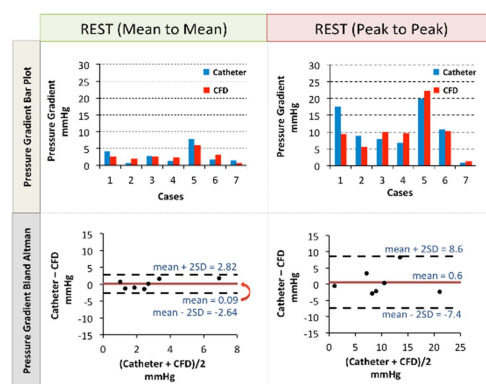 REST (Mean to Mean)
REST (Peak to Peak)
Pressure Gradient Bar Plot
Pressure Gradient
mmHg
30
25
20
15
10
5
0
Catheter
CFD
1 2 3 4 5 6 7
Cases
Pressure Gradient
mmHg
30
25
20
15
10
5
0
Catheter
CFD
1 2 3 4 5 6 7
Cases
Pressure Gradient Bland Altman
Catheter – CFD
mmHg
15
10
5
0
-5
-10
-15
mean + 2SD = 2.82
mean = 0.09
mean - 2SD = -2.64
0 2 4 6 8
(Catheter + CFD)/2
mmHg
Catheter – CFD
mmHg
15
10
5
0
-5
-10
-15
mean + 2SD = 8.6
mean = 0.6
mean - 2SD = -7.4
0 5 10 15 20 25
(Catheter + CFD)/2
mmHg